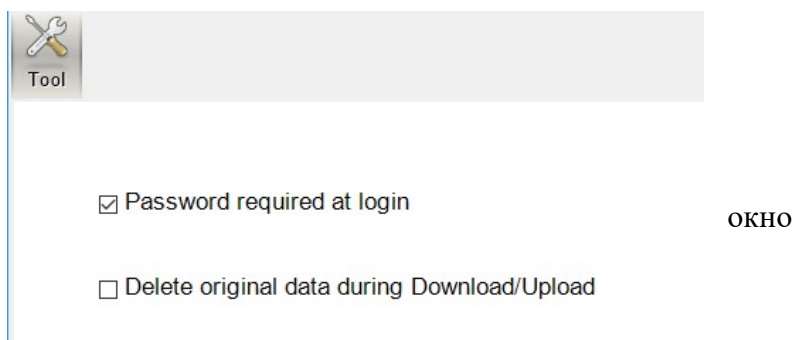 Tool
Password required at login
окно
Delete original data during Download/Upload